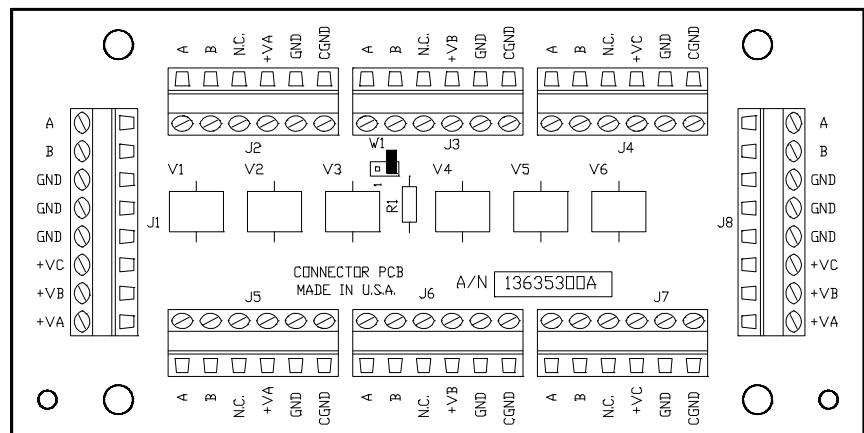 A B N.C. +VA GND CGND
A B N.C. +VB GND CGND
A B N.C. +VC GND CGND
J2
J3
J4
W1
1
R1
V1 V2 V3 V4 V5 V6
A
B
GND
GND
GND
+VC
+VB
+VA
J1
J8
A
B
GND
GND
GND
+VC
+VB
+VA
CONNECTOR PCB
MADE IN U.S.A.
A/N 13635300A
J5
J6
J7
A B N.C. +VA GND CGND
A B N.C. +VB GND CGND
A B N.C. +VC GND CGND